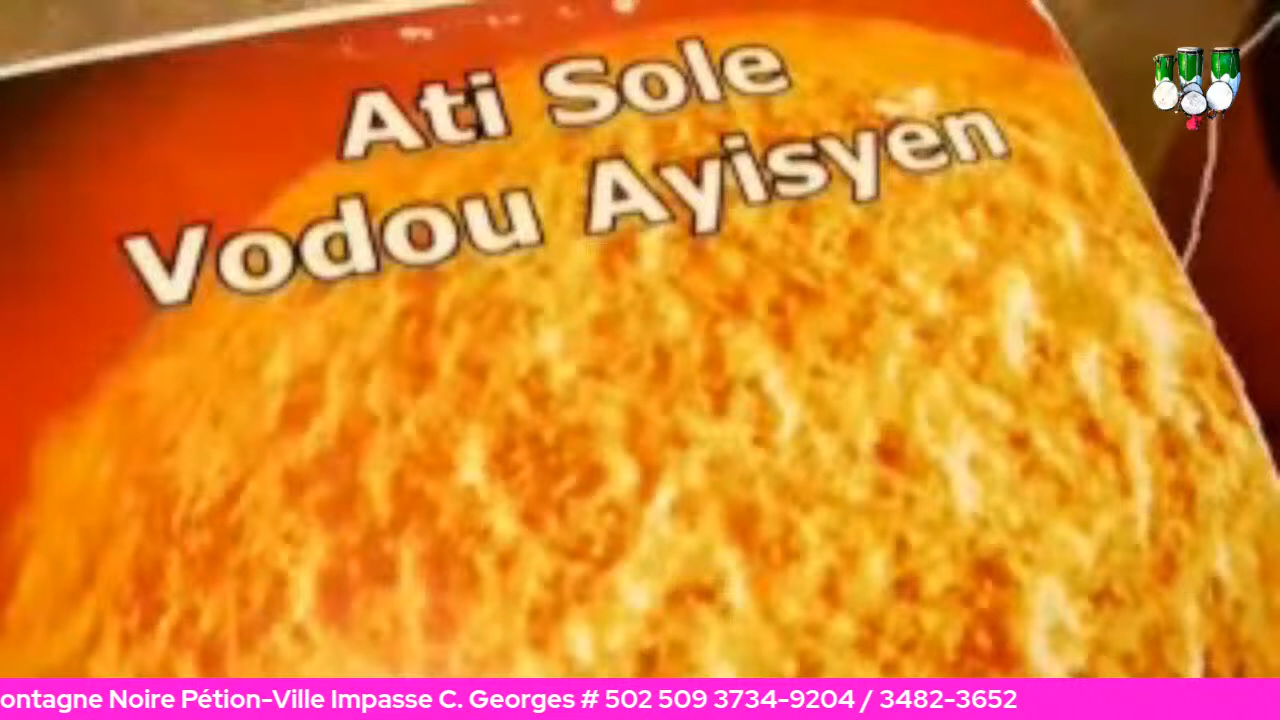 Ati Sole
Vodou Ayisyen
ontagne Noire Pétion-Ville Impasse C. Georges # 502 509 3734-9204 / 3482-3652